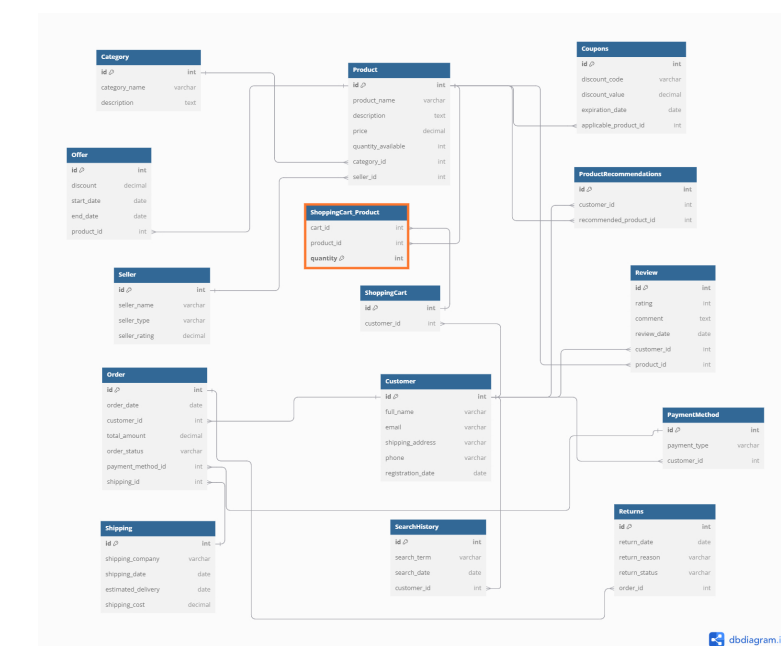 Category
id int
category_name varchar
description text
Product
id int
product_name varchar
description text
price decimal
quantity_available int
category_id int
seller_id int
Coupons
id int
discount_code varchar
discount_value decimal
expiration_date date
applicable_product_id int
Offer
id int
discount decimal
start_date date
end_date date
product_id int
ProductRecommendations
id int
customer_id int
recommended_product_id int
ShoppingCart_Product
cart_id int
product_id int
quantity int
Seller
id int
seller_name varchar
seller_type varchar
seller_rating decimal
ShoppingCart
id int
customer_id int
Review
id int
rating int
comment text
review_date date
customer_id int
product_id int
Order
id int
order_date date
customer_id int
total_amount decimal
order_status varchar
payment_method_id int
shipping_id int
Customer
id int
full_name varchar
email varchar
shipping_address varchar
phone varchar
registration_date date
PaymentMethod
id int
payment_type varchar
customer_id int
Shipping
id int
shipping_company varchar
shipping_date date
estimated_delivery date
shipping_cost decimal
SearchHistory
id int
search_term varchar
search_date date
customer_id int
Returns
id int
return_date date
return_reason varchar
return_status varchar
order_id int
dbdiagram.i